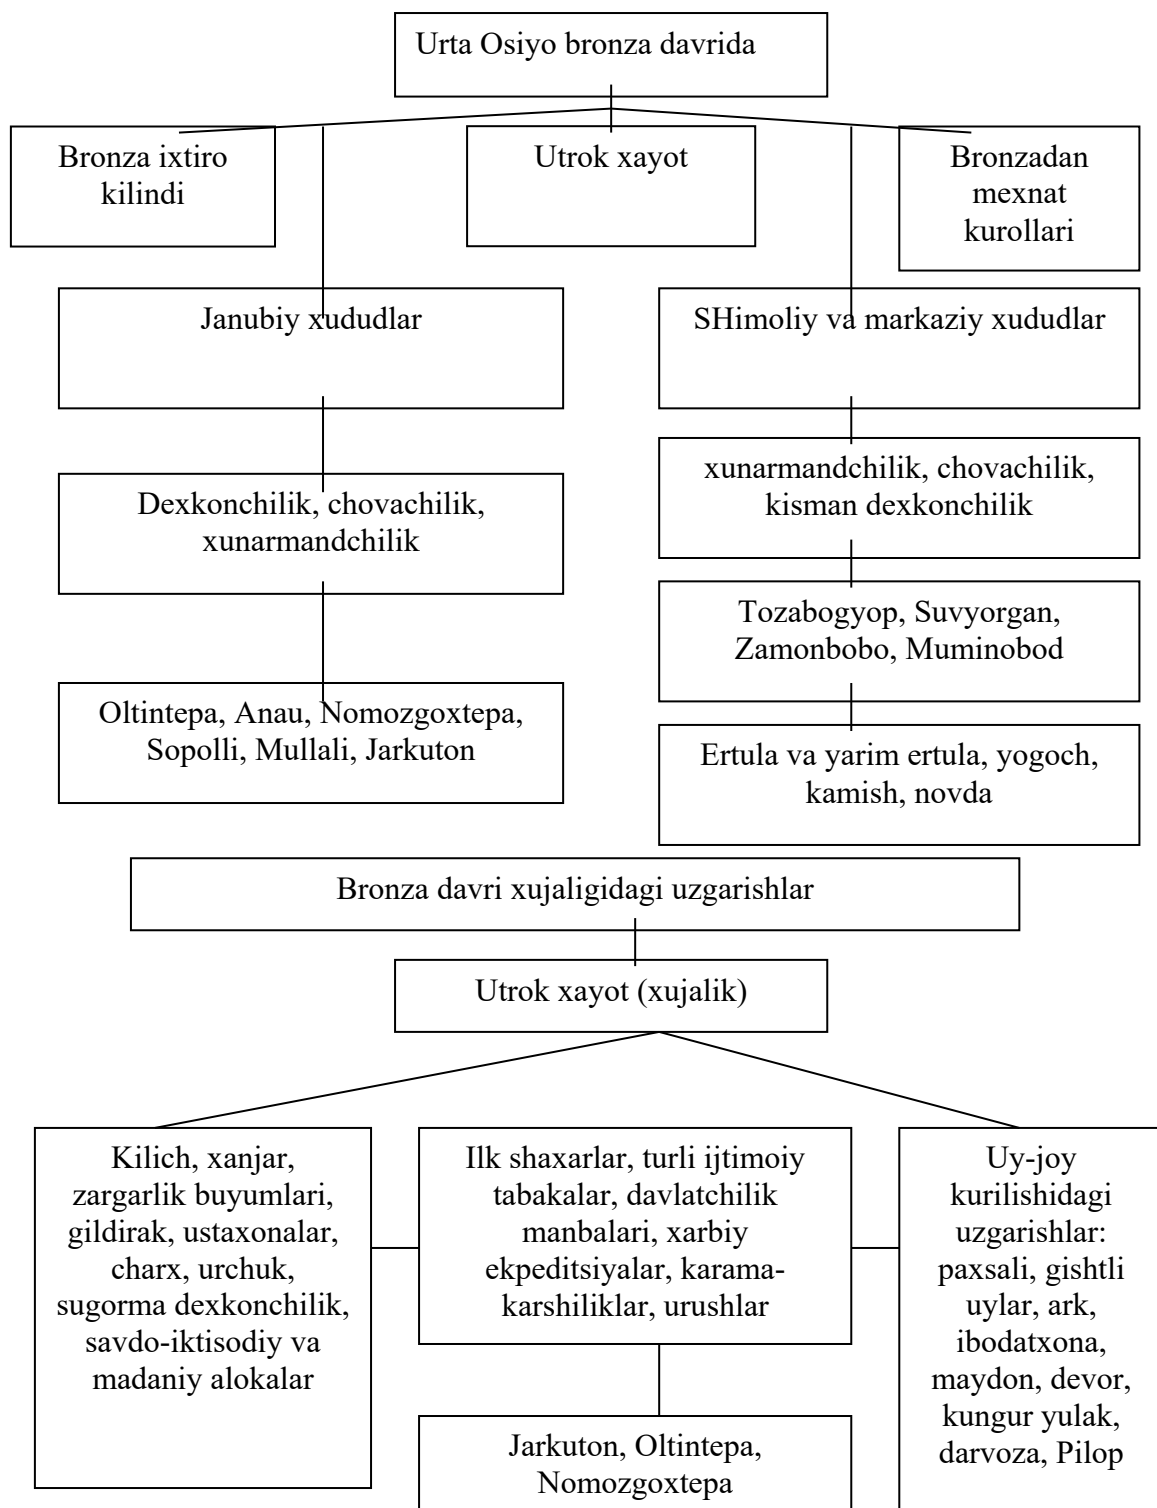 Urta Osiyo bronza davrida
Bronza ixtiro
kilindi
Utrok xayot
Bronzadan
mexnat
kurollari
Janubiy xududlar
SHimoliy va markaziy xududlar
Dexkonchilik, chovachilik,
xunarmandchilik
xunarmandchilik, chovachilik,
kisman dexkonchilik
Tozabogyop, Suvyorgan,
Zamonbobo, Muminobod
Oltintepa, Anau, Nomozgoxtepa,
Sopolli, Mullali, Jarkuton
Ertula va yarim ertula, yogoch,
kamish, novda
Bronza davri xujaligidagi uzgarishlar
Utrok xayot (xujalik)
Kilich, xanjar,
zargarlik buyumlari,
gildirak, ustaxonalar,
charx, urchuk,
sugorma dexkonchilik,
savdo-iktisodiy va
madaniy alokalar
Ilk shaxarlar, turli ijtimoiy
tabakalar, davlatchilik
manbalari, xarbiy
ekpeditsiyalar, karama-
karshiliklar, urushlar
Uy-joy
kurilishidagi
uzgarishlar:
paxsali, gishtli
uylar, ark,
ibodatxona,
maydon, devor,
kungur yulak,
darvoza, Pilop
Jarkuton, Oltintepa,
Nomozgoxtepa